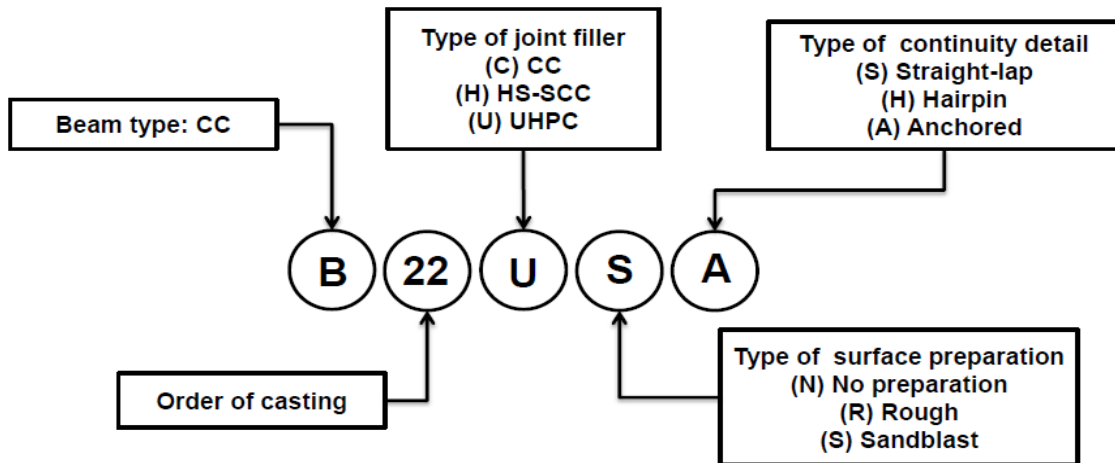 Type of joint filler
(C) CC
(H) HS-SCC
(U) UHPC
Type of continuity detail
(S) Straight-lap
(H) Hairpin
(A) Anchored
Beam type: CC
B 22 U S A
Order of casting
Type of surface preparation
(N) No preparation
(R) Rough
(S) Sandblast